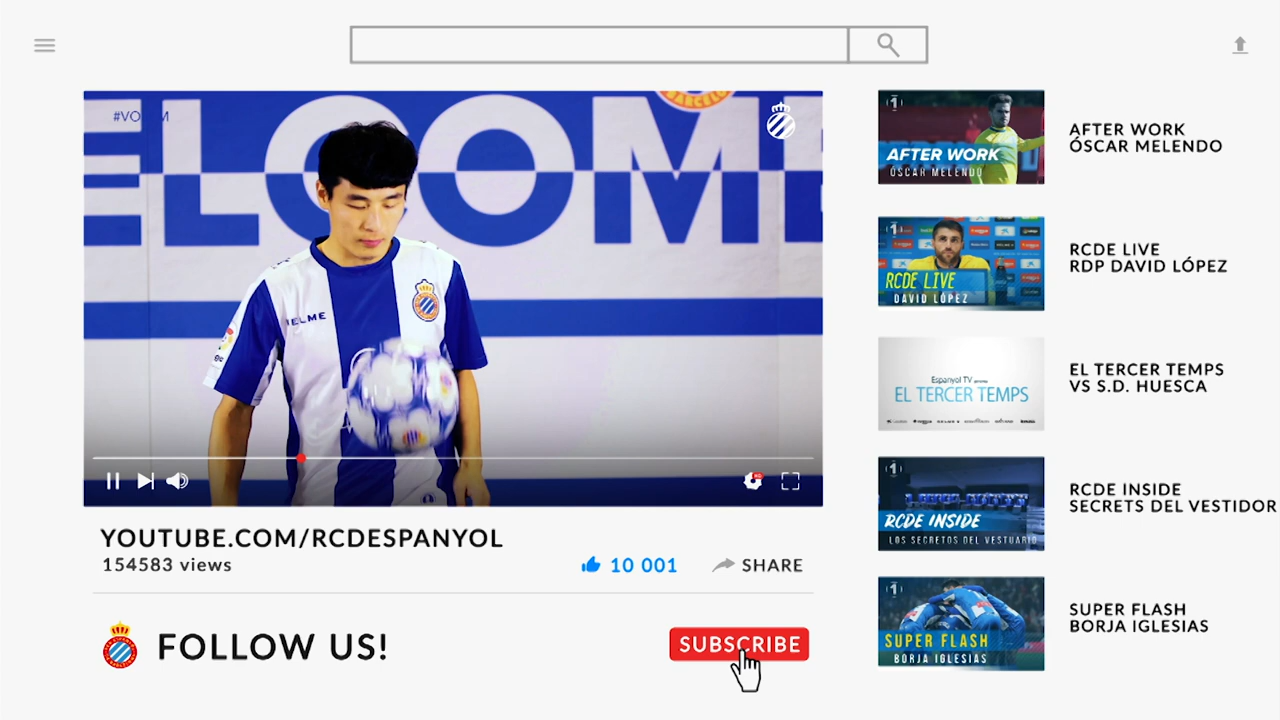 #VO M
ELCOME
BARCELO
KELME
YOUTUBE.COM/RCDESPANYOL
154583 views
10 001
SHARE
FOLLOW US!
SUBSCRIBE
AFTER WORK
ÓSCAR MELENDO
AFTER WORK
ÓSCAR MELENDO
RCDE LIVE
DAVID LÓPEZ
RCDE LIVE
RDP DAVID LÓPEZ
Espanyol TV
EL TERCER TEMPS
EL TERCER TEMPS
VS S.D. HUESCA
RCDE INSIDE
LOS SECRETOS DEL VESTUARIO
RCDE INSIDE
SECRETS DEL VESTIDOR
SUPER FLASH
BORJA IGLESIAS
SUPER FLASH
BORJA IGLESIAS